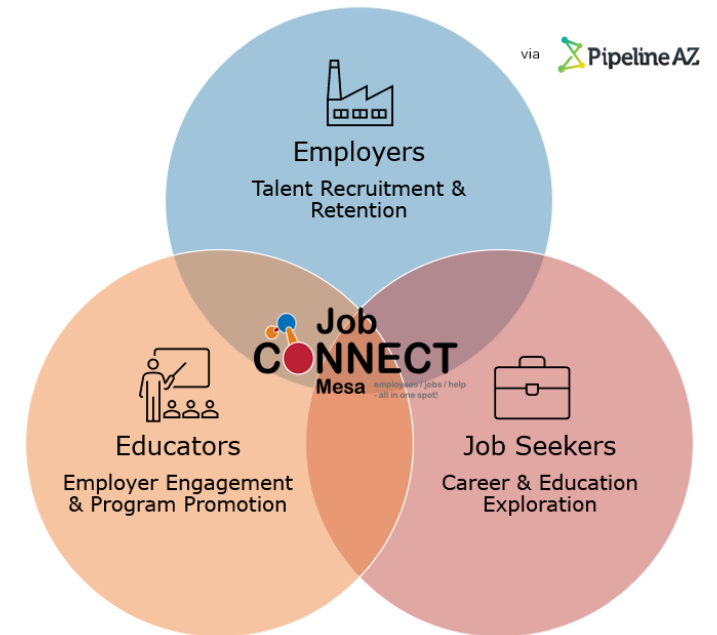 via PipelineAZ
Employers
Talent Recruitment &
Retention
Job
CONNECT
Mesa
employees / jobs / help
- all in one spot!
Educators
Employer Engagement
& Program Promotion
Job Seekers
Career & Education
Exploration